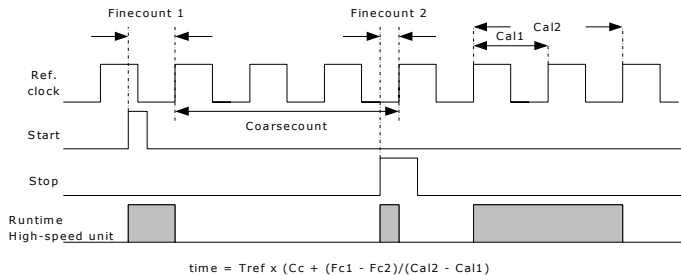 Finecount 1
Finecount 2
Cal2
Cal1
Ref.
clock
Coarsecount
Start
Stop
Runtime
High-speed unit
time = Tref x (Cc + (Fc1 - Fc2)/(Cal2 - Cal1)